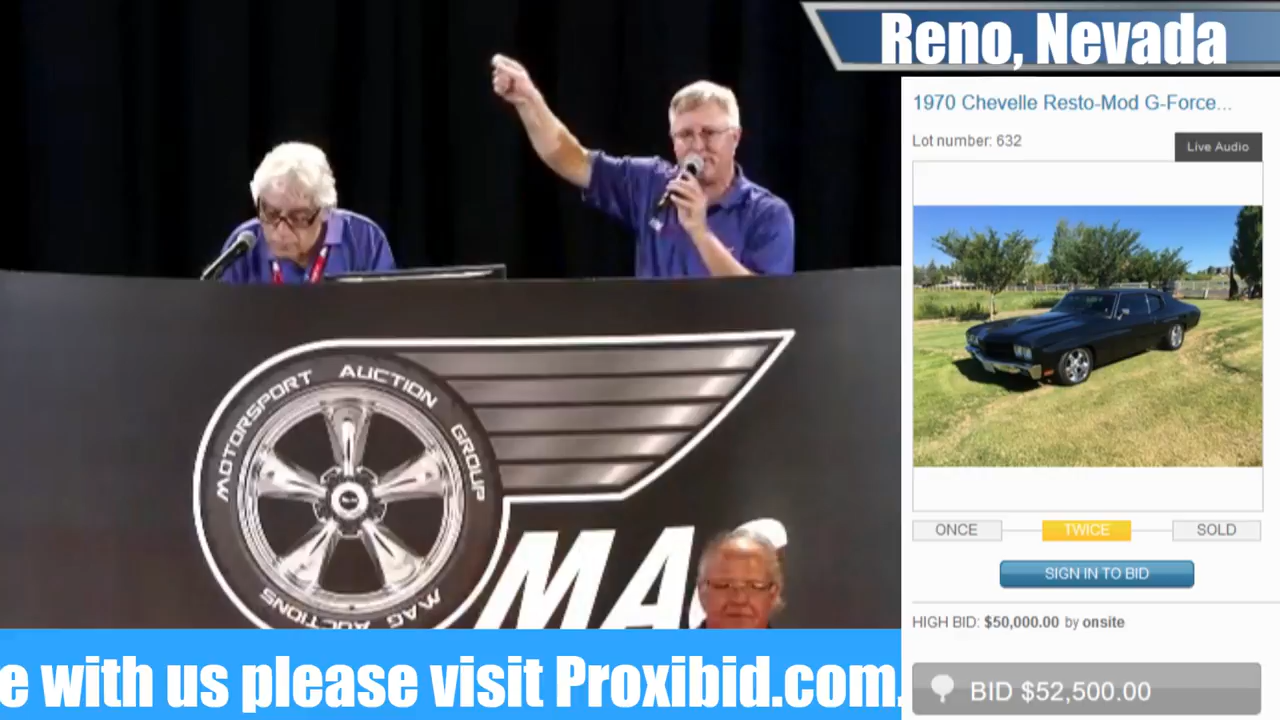 Reno, Nevada
1970 Chevelle Resto-Mod G-Force...
Lot number: 632
Live Audio
MOTORSPORT AUCTION GROUP
MAG AUCTIONS
MA
ONCE
TWICE
SOLD
SIGN IN TO BID
HIGH BID: $50,000.00 by onsite
BID $52,500.00
e with us please visit Proxibid.com,